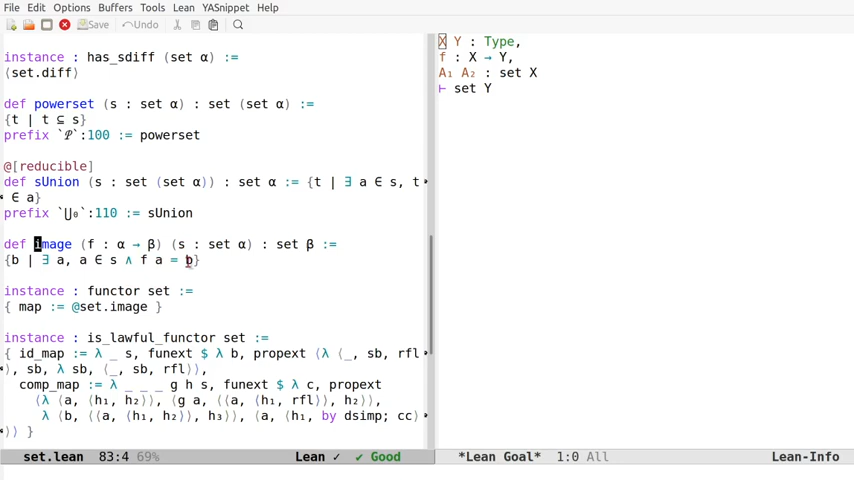 File Edit Options Buffers Tools Lean YASnippet Help
Save Undo
instance : has_sdiff (set α) :=
⟨set.diff⟩
def powerset (s : set α) : set (set α) :=
{t | t ⊆ s}
prefix `𝒫`:100 := powerset
@[reducible]
def sUnion (s : set (set α)) : set α := {t | ∃ a ∈ s, t
∈ a}
prefix `⋃₀`:110 := sUnion
def image (f : α → β) (s : set α) : set β :=
{b | ∃ a, a ∈ s ∧ f a = b}
instance : functor set :=
{ map := @set.image }
instance : is_lawful_functor set :=
{ id_map := λ _ s, funext $ λ b, propext ⟨λ ⟨_, sb, rfl
⟩, sb, λ sb, ⟨_, sb, rfl⟩⟩,
comp_map := λ _ _ _ g h s, funext $ λ c, propext
⟨λ ⟨a, ⟨h₁, h₂⟩⟩, ⟨g a, ⟨⟨a, ⟨h₁, rfl⟩⟩, h₂⟩⟩,
λ ⟨b, ⟨⟨a, ⟨h₁, h₂⟩⟩, h₃⟩⟩, ⟨a, ⟨h₁, by dsimp; cc⟩
⟩⟩ }
set.lean 83:4 69% Lean ✓ ✔ Good
X Y : Type,
f : X → Y,
A₁ A₂ : set X
⊢ set Y
*Lean Goal* 1:0 All Lean-Info